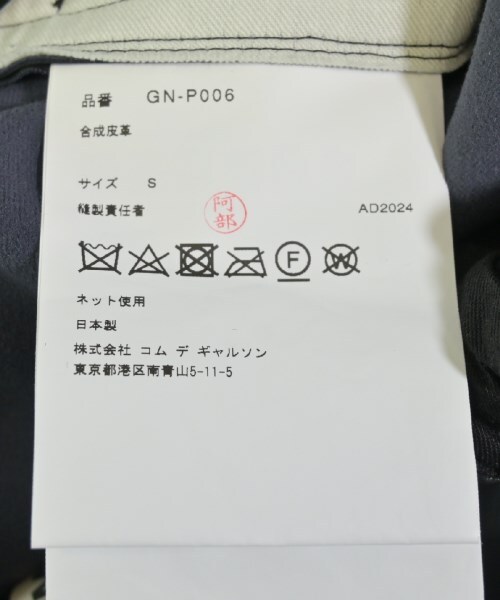 品番 GN-P006
合成皮革
サイズ S
縫製責任者 阿部 AD2024
F W
ネット使用
日本製
株式会社 コム デ ギャルソン
東京都港区南青山5-11-5